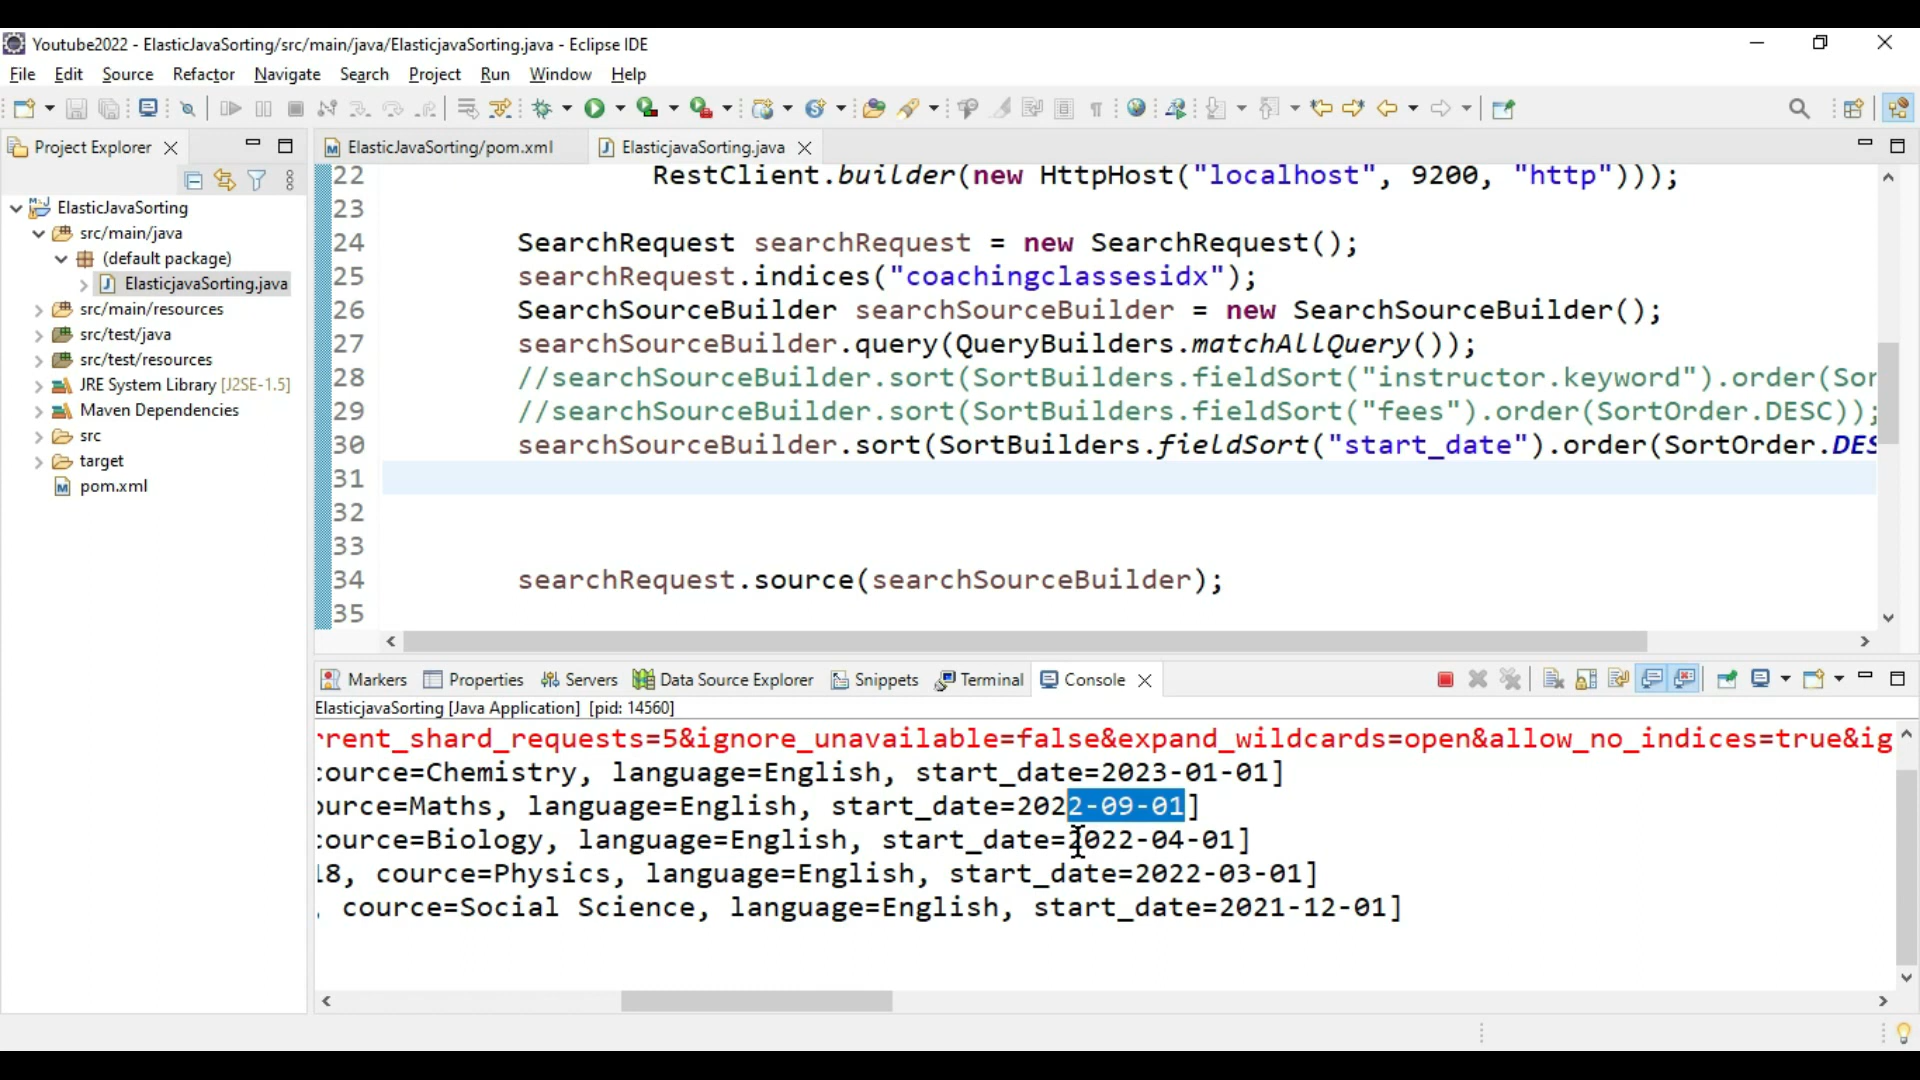 Youtube2022 - ElasticJavaSorting/src/main/java/ElasticjavaSorting.java - Eclipse IDE
File Edit Source Refactor Navigate Search Project Run Window Help
Project Explorer
ElasticJavaSorting
src/main/java
(default package)
ElasticjavaSorting.java
src/main/resources
src/test/java
src/test/resources
JRE System Library [J2SE-1.5]
Maven Dependencies
src
target
pom.xml
ElasticJavaSorting/pom.xml ElasticjavaSorting.java
22 RestClient.builder(new HttpHost("localhost", 9200, "http")));
23
24 SearchRequest searchRequest = new SearchRequest();
25 searchRequest.indices("coachingclassesidx");
26 SearchSourceBuilder searchSourceBuilder = new SearchSourceBuilder();
27 searchSourceBuilder.query(QueryBuilders.matchAllQuery());
28 //searchSourceBuilder.sort(SortBuilders.fieldSort("instructor.keyword").order(Sor
29 //searchSourceBuilder.sort(SortBuilders.fieldSort("fees").order(SortOrder.DESC));
30 searchSourceBuilder.sort(SortBuilders.fieldSort("start_date").order(SortOrder.DES
31
32
33
34 searchRequest.source(searchSourceBuilder);
35
Markers Properties Servers Data Source Explorer Snippets Terminal Console
ElasticjavaSorting [Java Application] [pid: 14560]
rrent_shard_requests=5&ignore_unavailable=false&expand_wildcards=open&allow_no_indices=true&ig
cource=Chemistry, language=English, start_date=2023-01-01]
ource=Maths, language=English, start_date=2022-09-01]
cource=Biology, language=English, start_date=2022-04-01]
18, cource=Physics, language=English, start_date=2022-03-01]
, cource=Social Science, language=English, start_date=2021-12-01]